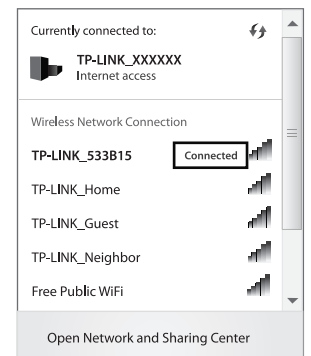 Currently connected to:
TP-LINK_XXXXXX
Internet access
Wireless Network Connection
TP-LINK_533B15 Connected
TP-LINK_Home
TP-LINK_Guest
TP-LINK_Neighbor
Free Public WiFi
Open Network and Sharing Center